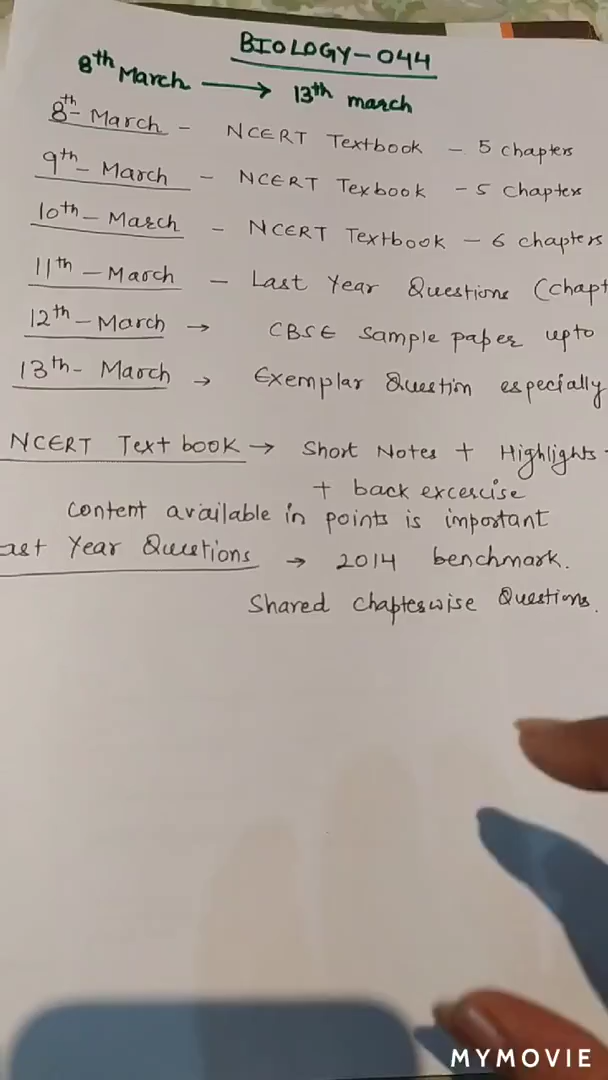 BIOLOGY-044
8th March → 13th march
8th March - NCERT Textbook - 5 chapters
9th - March - NCERT Texbook - 5 chapters
10th - March - NCERT Textbook - 6 chapters
11th - March - Last Year Questions (chapt
12th - March → CBSE sample paper upto
13th - March → Exemplar Question especially
NCERT Text book → Short Notes + Highlights
+ back excercise
content available in points is important
ast Year Questions → 2014 benchmark.
Shared chapterwise Questions.
MYMOVIE